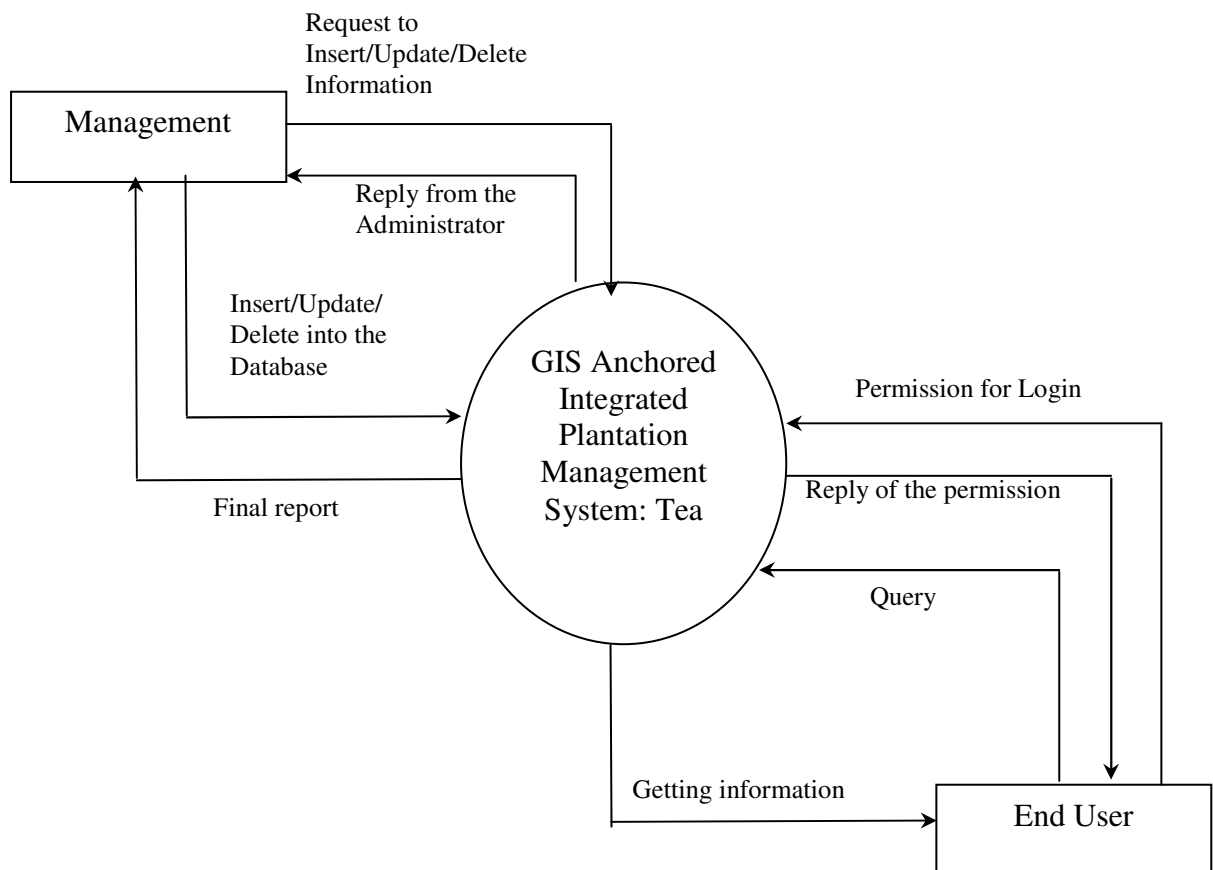 Request to
Insert/Update/Delete
Information
Management
Reply from the
Administrator
Insert/Update/
Delete into the
Database
GIS Anchored
Integrated
Plantation
Management
System: Tea
Permission for Login
Reply of the permission
Final report
Query
Getting information
End User